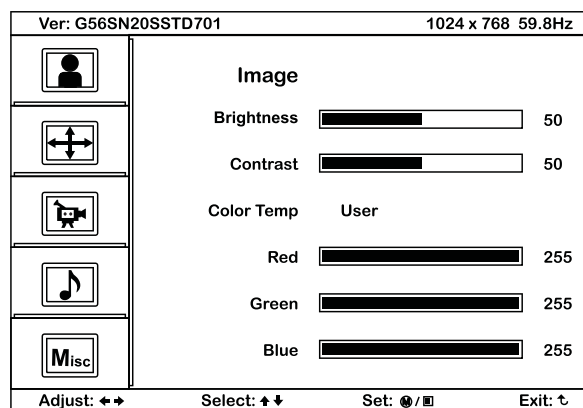 Ver: G56SN20SSTD701 1024 x 768 59.8Hz
Image
Brightness 50
Contrast 50
Color Temp User
Red 255
Green 255
Blue 255
Misc
Adjust: ←→ Select: ↑↓ Set: Ⓜ/▣ Exit: ↻